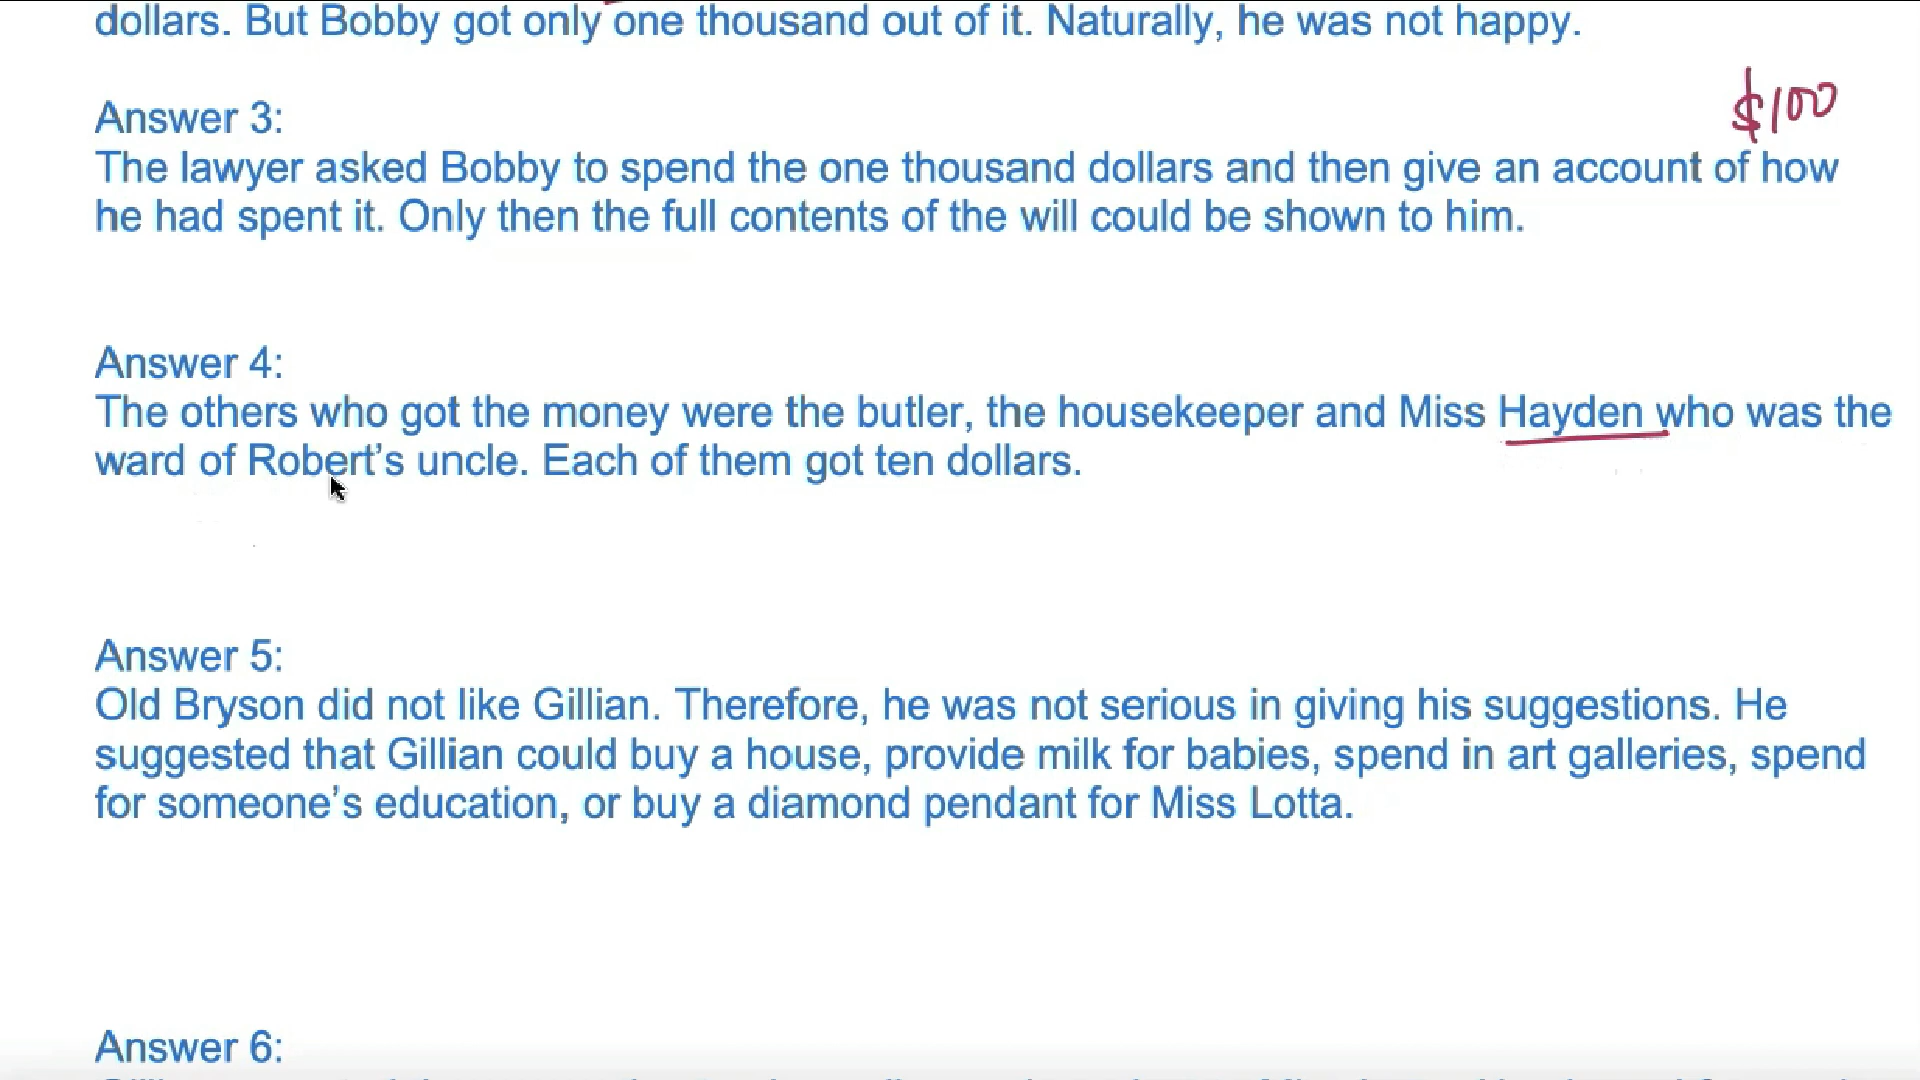 dollars. But Bobby got only one thousand out of it. Naturally, he was not happy.
$100
Answer 3:
The lawyer asked Bobby to spend the one thousand dollars and then give an account of how
he had spent it. Only then the full contents of the will could be shown to him.
Answer 4:
The others who got the money were the butler, the housekeeper and Miss Hayden who was the
ward of Robert’s uncle. Each of them got ten dollars.
Answer 5:
Old Bryson did not like Gillian. Therefore, he was not serious in giving his suggestions. He
suggested that Gillian could buy a house, provide milk for babies, spend in art galleries, spend
for someone’s education, or buy a diamond pendant for Miss Lotta.
Answer 6: